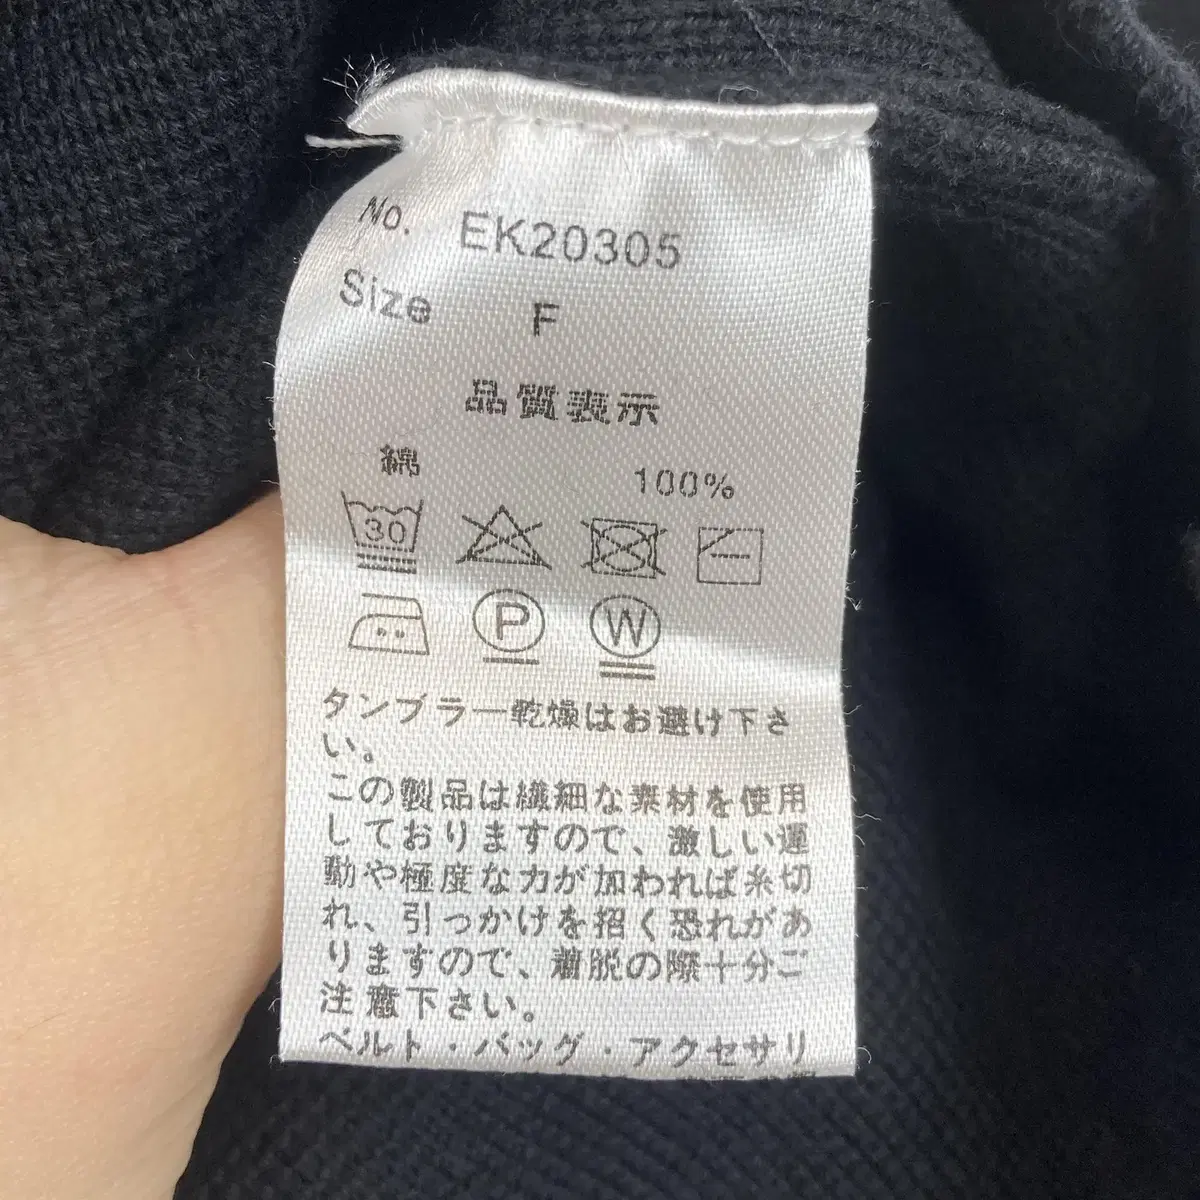 No. EK20305
Size F
品質表示
綿 100%
30
P W
タンブラー乾燥はお避け下さ
い。
この製品は繊細な素材を使用
しておりますので、激しい運
動や極度な力が加われば糸切
れ、引っかけを招く恐れがあ
りますので、着脱の際十分ご
注意下さい。
ベルト・バッグ・アクセサリ